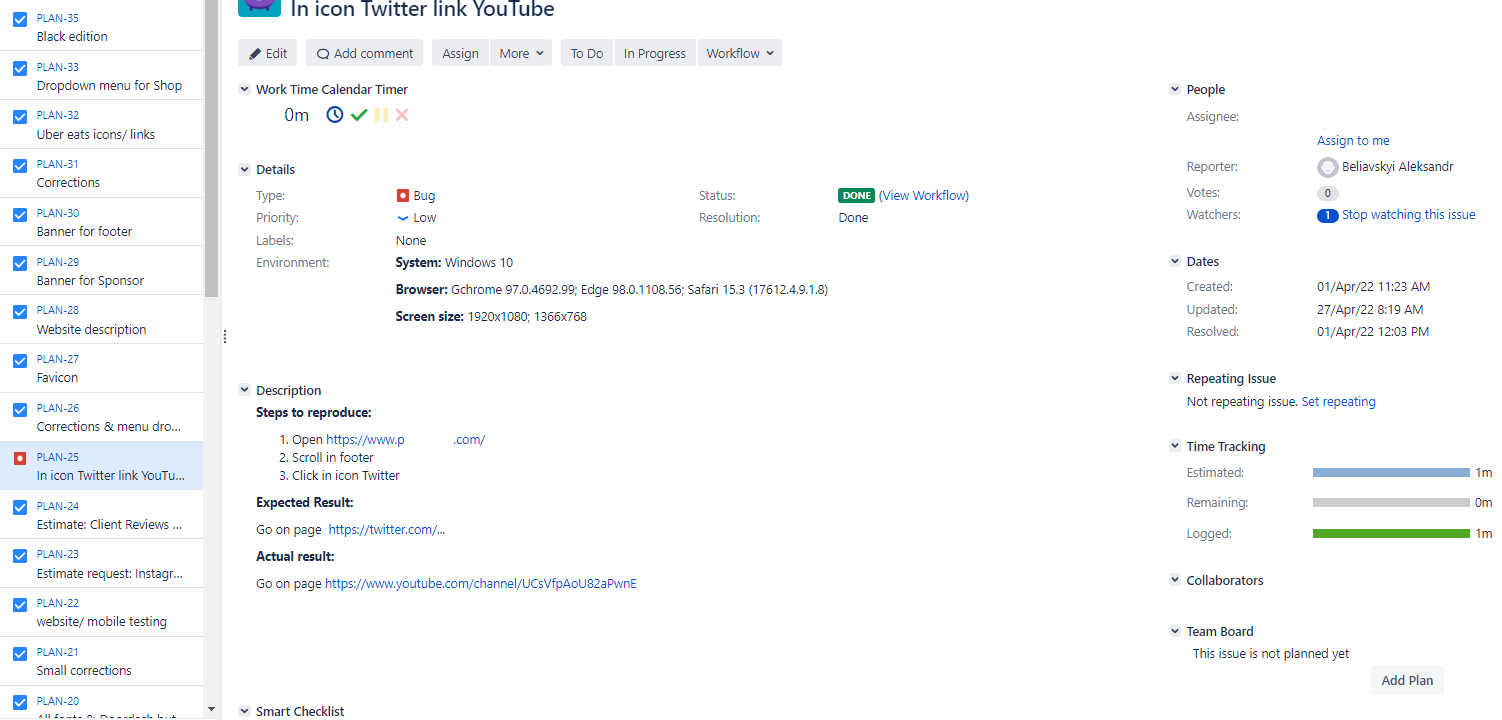 PLAN-35
Black edition
PLAN-33
Dropdown menu for Shop
PLAN-32
Uber eats icons/ links
PLAN-31
Corrections
PLAN-30
Banner for footer
PLAN-29
Banner for Sponsor
PLAN-28
Website description
PLAN-27
Favicon
PLAN-26
Corrections & menu dro...
PLAN-25
In icon Twitter link YouTu...
PLAN-24
Estimate: Client Reviews ...
PLAN-23
Estimate request: Instagr...
PLAN-22
website/ mobile testing
PLAN-21
Small corrections
PLAN-20
In icon Twitter link YouTube
Edit Add comment Assign More To Do In Progress Workflow
Work Time Calendar Timer
0m
Details
Type: Bug Status: DONE (View Workflow)
Priority: Low Resolution: Done
Labels: None
Environment: System: Windows 10
Browser: Gchrome 97.0.4692.99; Edge 98.0.1108.56; Safari 15.3 (17612.4.9.1.8)
Screen size: 1920x1080; 1366x768
Description
Steps to reproduce:
1. Open https://www.p .com/
2. Scroll in footer
3. Click in icon Twitter
Expected Result:
Go on page https://twitter.com/...
Actual result:
Go on page https://www.youtube.com/channel/UCsVfpAoU82aPwnE
Smart Checklist
People
Assignee:
Assign to me
Reporter: Beliavskyi Aleksandr
Votes: 0
Watchers: 1 Stop watching this issue
Dates
Created: 01/Apr/22 11:23 AM
Updated: 27/Apr/22 8:19 AM
Resolved: 01/Apr/22 12:03 PM
Repeating Issue
Not repeating issue. Set repeating
Time Tracking
Estimated: 1m
Remaining: 0m
Logged: 1m
Collaborators
Team Board
This issue is not planned yet
Add Plan